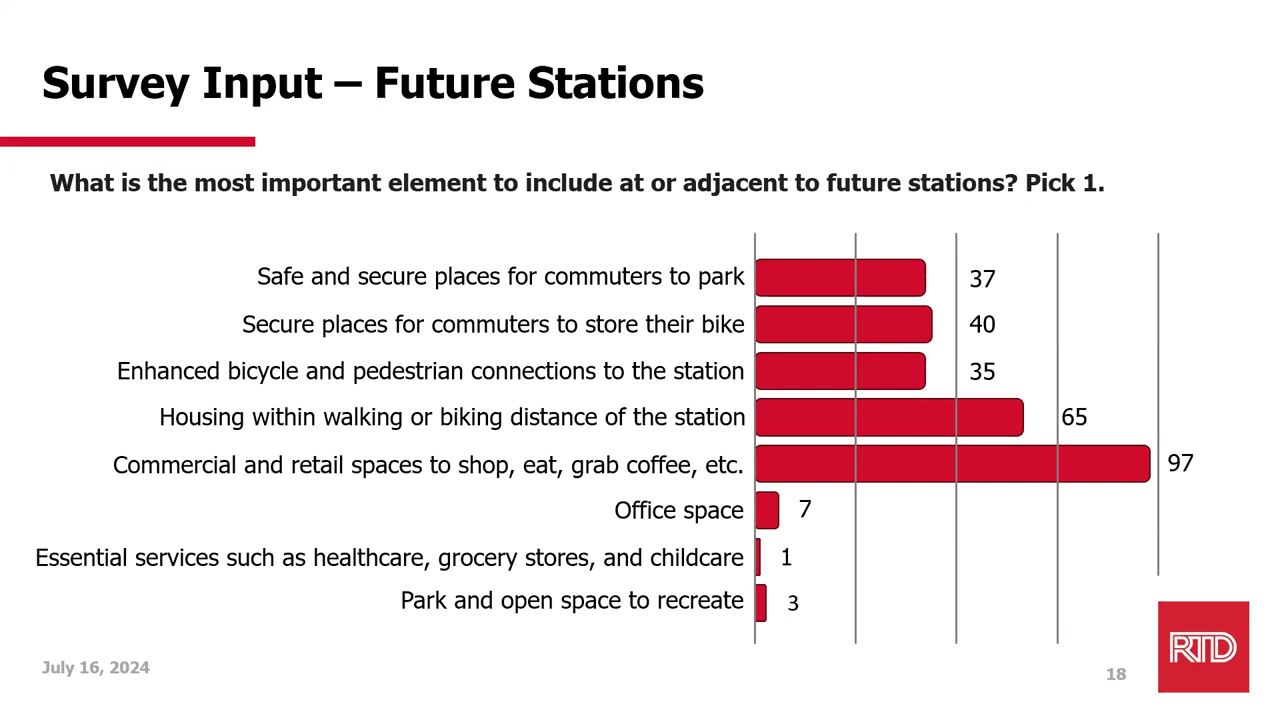 Survey Input – Future Stations
What is the most important element to include at or adjacent to future stations? Pick 1.
Safe and secure places for commuters to park 37
Secure places for commuters to store their bike 40
Enhanced bicycle and pedestrian connections to the station 35
Housing within walking or biking distance of the station 65
Commercial and retail spaces to shop, eat, grab coffee, etc. 97
Office space 7
Essential services such as healthcare, grocery stores, and childcare 1
Park and open space to recreate 3
July 16, 2024
18
RTD